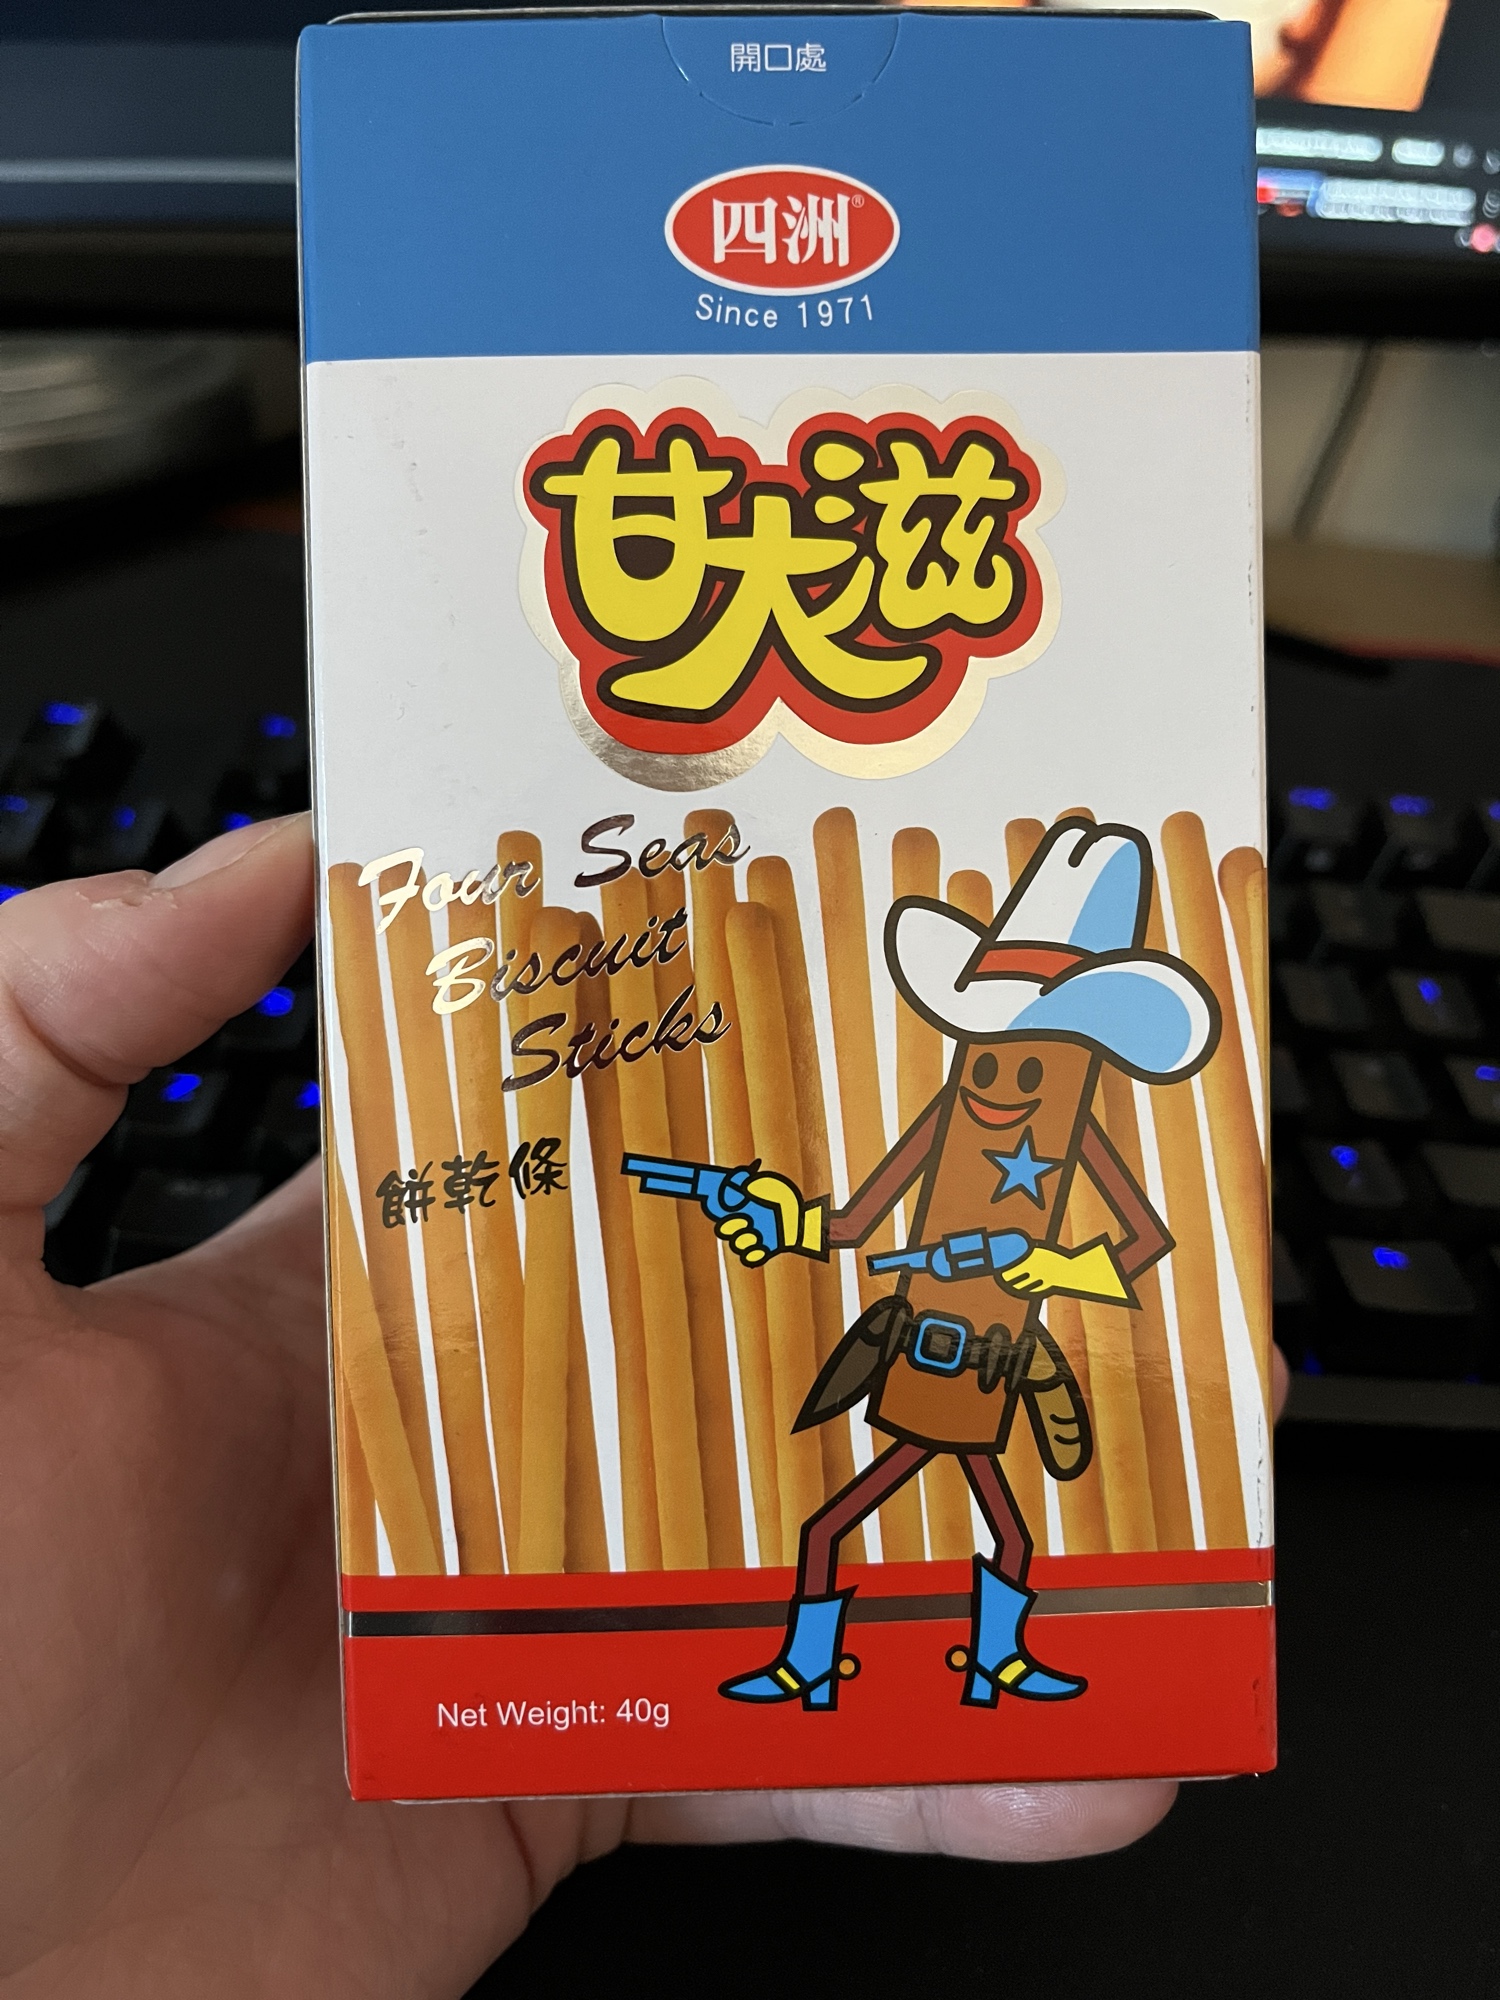 開口處
四洲®
Since 1971
甘大滋
Four Seas
Biscuit
Sticks
餅乾條
Net Weight: 40g